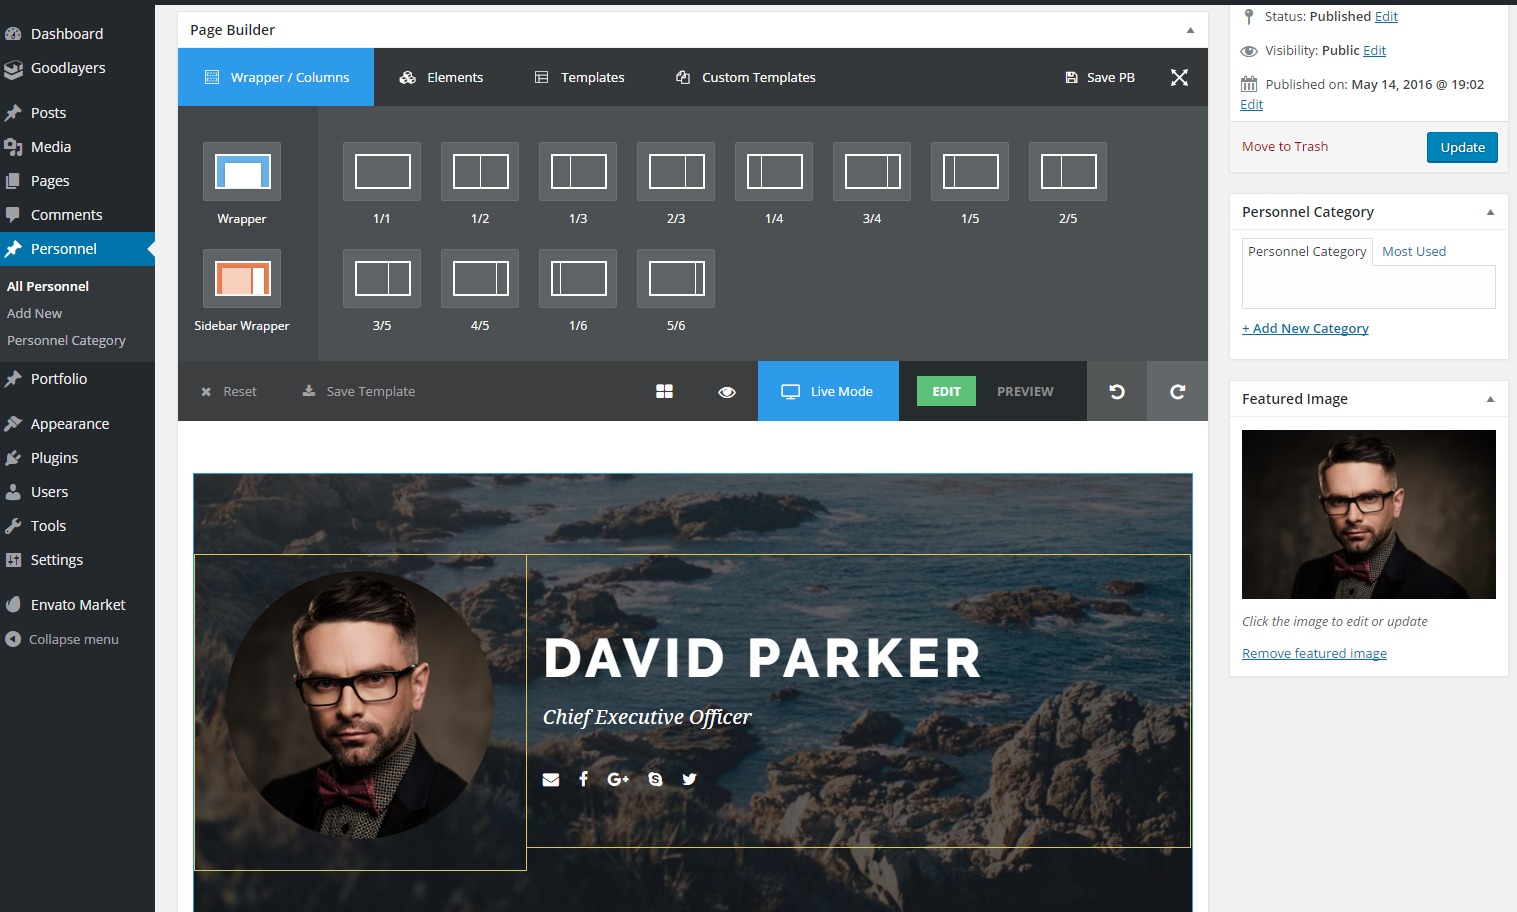 Dashboard
Goodlayers
Posts
Media
Pages
Comments
Personnel
All Personnel
Add New
Personnel Category
Portfolio
Appearance
Plugins
Users
Tools
Settings
Envato Market
Collapse menu
Page Builder
Wrapper / Columns Elements Templates Custom Templates Save PB
Wrapper 1/1 1/2 1/3 2/3 1/4 3/4 1/5 2/5
Sidebar Wrapper 3/5 4/5 1/6 5/6
Reset Save Template Live Mode EDIT PREVIEW
DAVID PARKER
Chief Executive Officer
Status: Published Edit
Visibility: Public Edit
Published on: May 14, 2016 @ 19:02
Edit
Move to Trash Update
Personnel Category
Personnel Category Most Used
+ Add New Category
Featured Image
Click the image to edit or update
Remove featured image